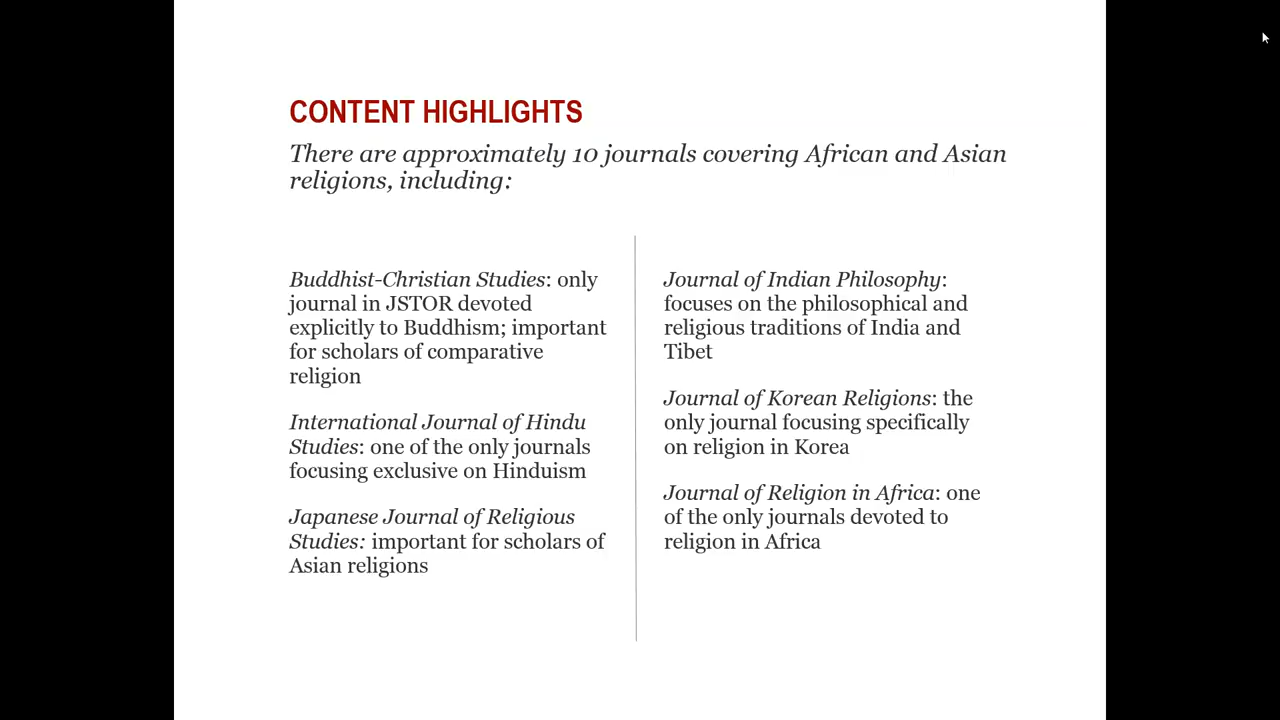 CONTENT HIGHLIGHTS
There are approximately 10 journals covering African and Asian
religions, including:
Buddhist-Christian Studies: only
journal in JSTOR devoted
explicitly to Buddhism; important
for scholars of comparative
religion
International Journal of Hindu
Studies: one of the only journals
focusing exclusive on Hinduism
Japanese Journal of Religious
Studies: important for scholars of
Asian religions
Journal of Indian Philosophy:
focuses on the philosophical and
religious traditions of India and
Tibet
Journal of Korean Religions: the
only journal focusing specifically
on religion in Korea
Journal of Religion in Africa: one
of the only journals devoted to
religion in Africa